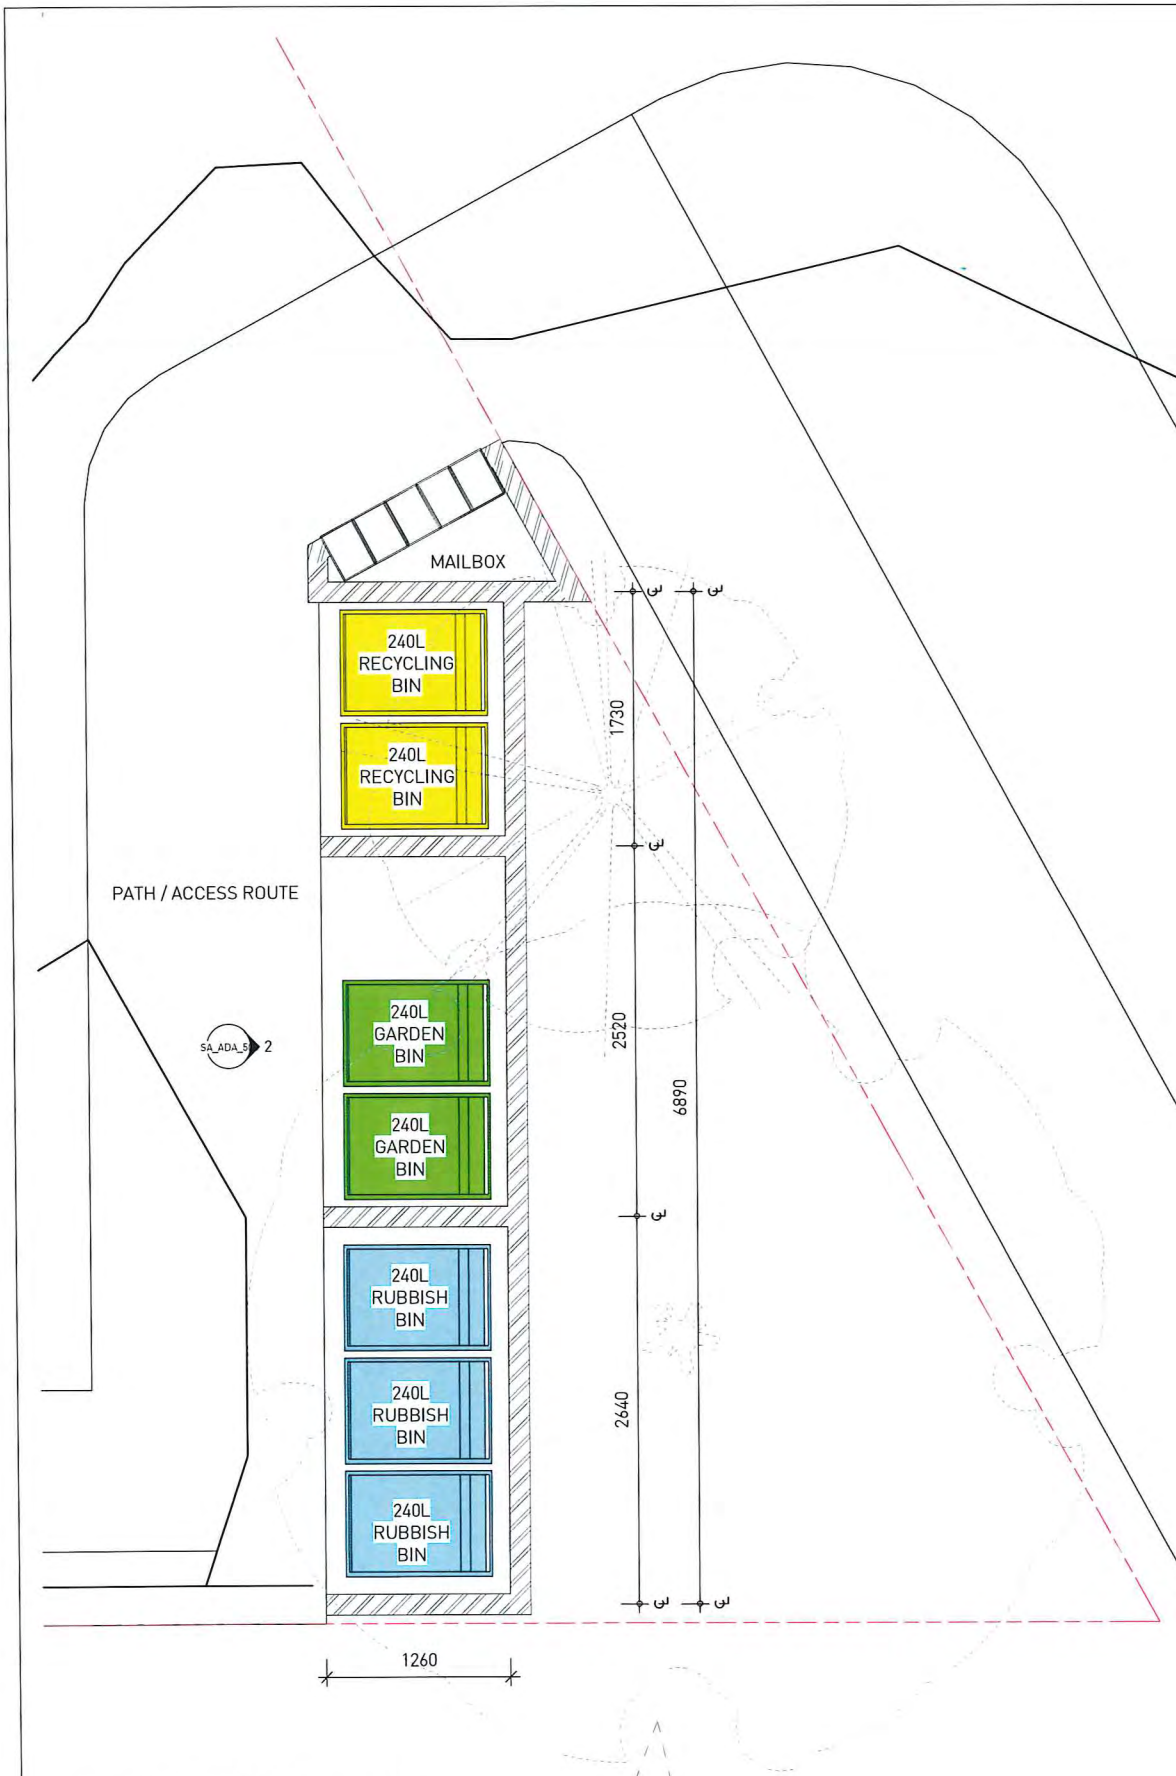 MAILBOX
240L
RECYCLING
BIN
240L
RECYCLING
BIN
1730
PATH / ACCESS ROUTE
240L
GARDEN
BIN
2520
2
6890
240L
GARDEN
BIN
240L
RUBBISH
BIN
240L
RUBBISH
BIN
2640
240L
RUBBISH
BIN
1260